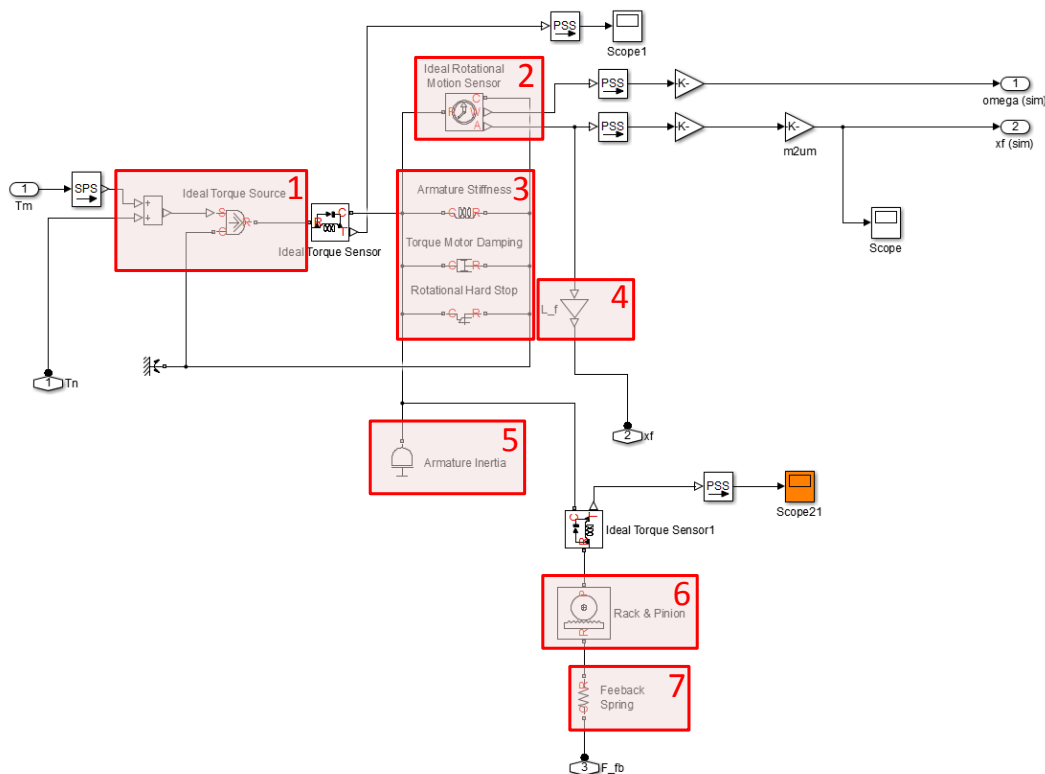 PSS
Scope1
Ideal Rotational
Motion Sensor
2
C
R
W
A
PSS
K-
1
omega (sim)
PSS
K-
K-
m2um
2
xf (sim)
1
Tm
SPS
Ideal Torque Source
1
+
+
S
R
C
R
C
T
Ideal Torque Sensor
Armature Stiffness
3
C
R
Torque Motor Damping
C
R
Rotational Hard Stop
C
R
Scope
L_f
4
1
Tn
2
xf
5
Armature Inertia
PSS
Scope21
C
T
R
Ideal Torque Sensor1
6
P
Rack & Pinion
R
7
R
Feeback
Spring
C
3
F_fb